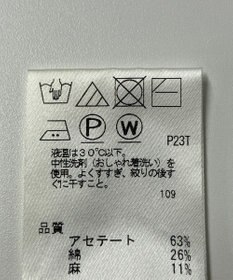 P W P23T
液温は30℃以下。
中性洗剤（おしゃれ着洗い）を
使用。よくすすぎ、絞りの後す
ぐに干すこと。
109
品質
アセテート 63%
綿 26%
麻 11%